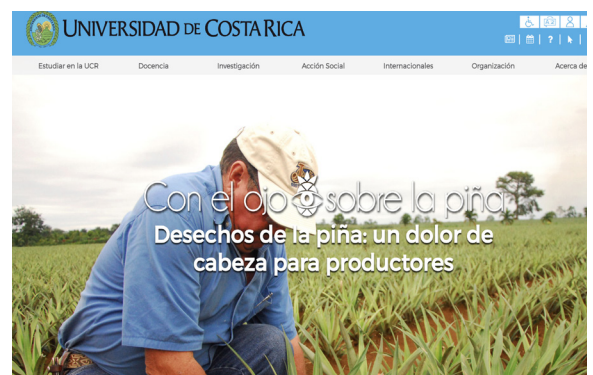 UNIVERSIDAD DE COSTA RICA
Estudiar en la UCR Docencia Investigación Acción Social Internacionales Organización Acerca de
Con el ojo sobre la piña
Desechos de la piña: un dolor de
cabeza para productores